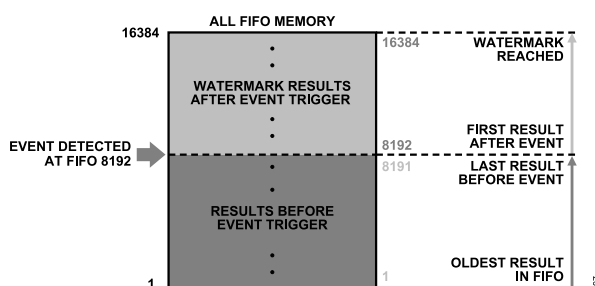 ALL FIFO MEMORY
16384
16384
WATERMARK
REACHED
WATERMARK RESULTS
AFTER EVENT TRIGGER
EVENT DETECTED
AT FIFO 8192
8192
FIRST RESULT
AFTER EVENT
8191
LAST RESULT
BEFORE EVENT
RESULTS BEFORE
EVENT TRIGGER
1
1
OLDEST RESULT
IN FIFO